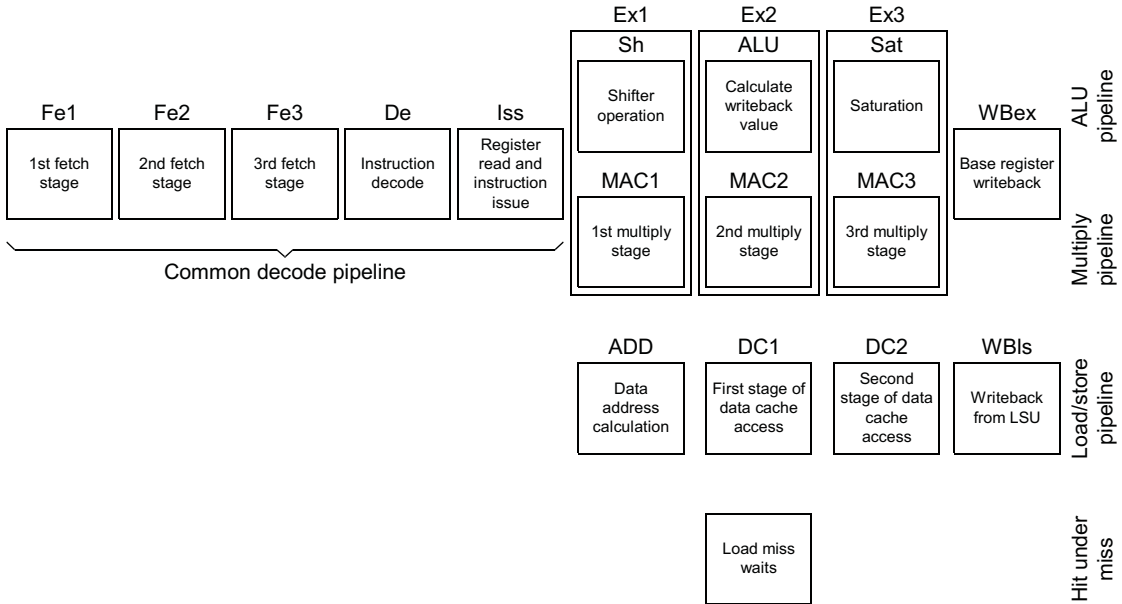 Ex1 Ex2 Ex3
Sh ALU Sat
Shifter
operation
Calculate
writeback
value
Saturation
ALU
pipeline
Fe1 Fe2 Fe3 De Iss WBex
1st fetch
stage
2nd fetch
stage
3rd fetch
stage
Instruction
decode
Register
read and
instruction
issue
Base register
writeback
MAC1 MAC2 MAC3
1st multiply
stage
2nd multiply
stage
3rd multiply
stage
Multiply
pipeline
Common decode pipeline
ADD DC1 DC2 WBls
Data
address
calculation
First stage of
data cache
access
Second
stage of data
cache
access
Writeback
from LSU
Load/store
pipeline
Load miss
waits
Hit under
miss